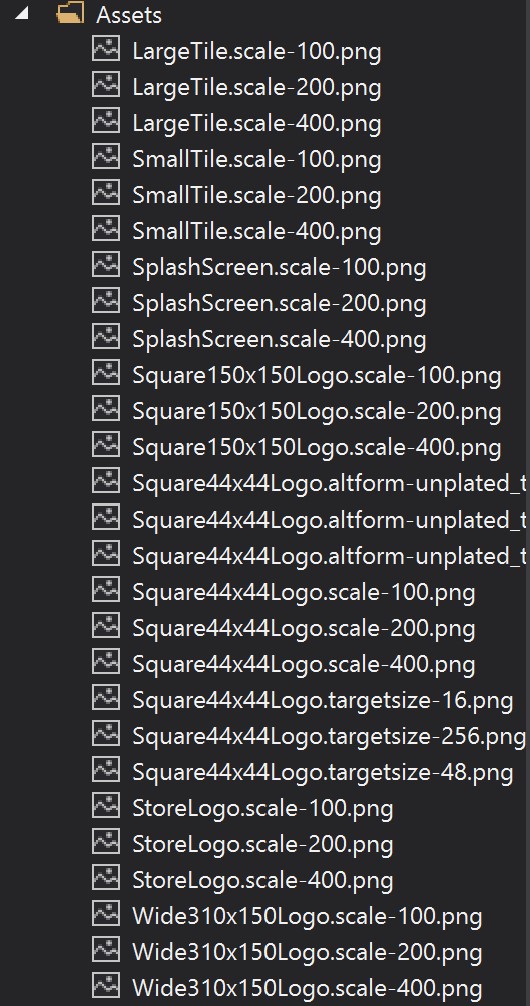 Assets
LargeTile.scale-100.png
LargeTile.scale-200.png
LargeTile.scale-400.png
SmallTile.scale-100.png
SmallTile.scale-200.png
SmallTile.scale-400.png
SplashScreen.scale-100.png
SplashScreen.scale-200.png
SplashScreen.scale-400.png
Square150x150Logo.scale-100.png
Square150x150Logo.scale-200.png
Square150x150Logo.scale-400.png
Square44x44Logo.altform-unplated_t
Square44x44Logo.altform-unplated_t
Square44x44Logo.altform-unplated_t
Square44x44Logo.scale-100.png
Square44x44Logo.scale-200.png
Square44x44Logo.scale-400.png
Square44x44Logo.targetsize-16.png
Square44x44Logo.targetsize-256.png
Square44x44Logo.targetsize-48.png
StoreLogo.scale-100.png
StoreLogo.scale-200.png
StoreLogo.scale-400.png
Wide310x150Logo.scale-100.png
Wide310x150Logo.scale-200.png
Wide310x150Logo.scale-400.png